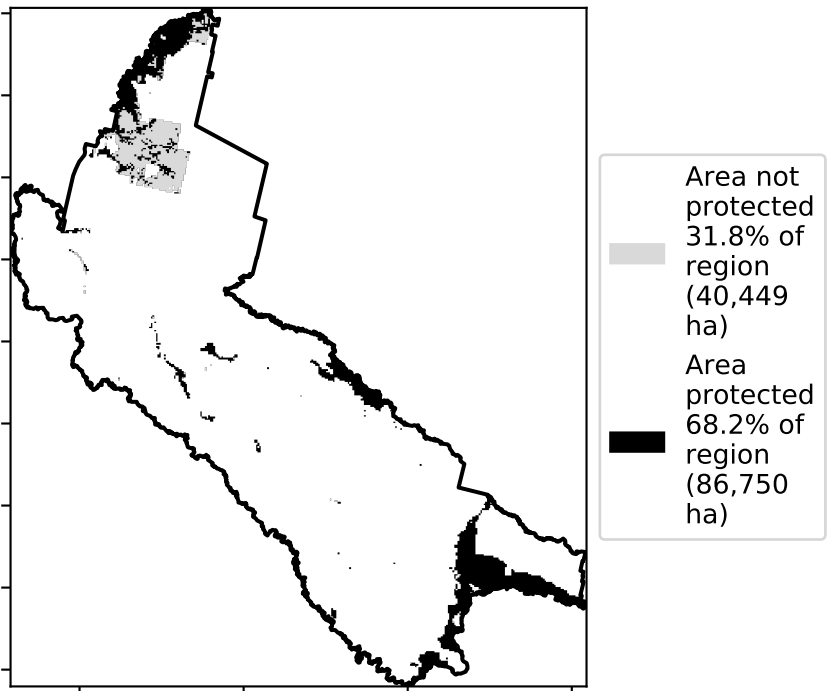 Area not
protected
31.8% of
region
(40,449
ha)
Area
protected
68.2% of
region
(86,750
ha)